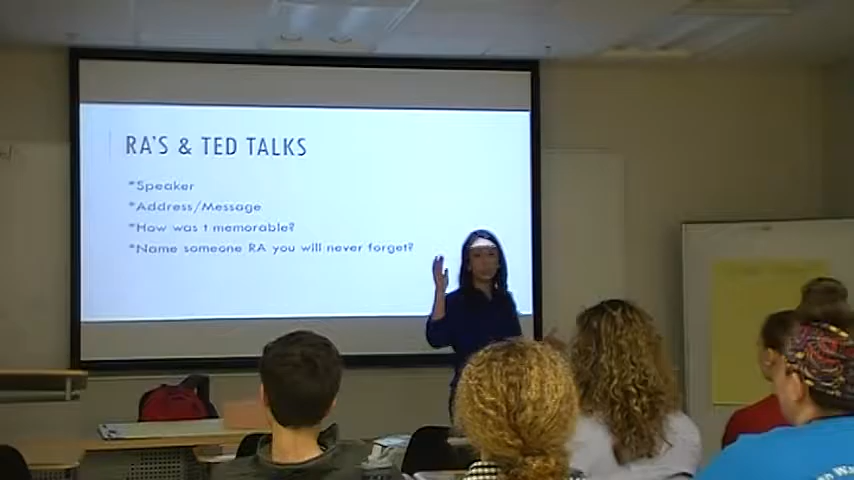 RA'S & TED TALKS
*Speaker
*Address/Message
*How was t memorable?
*Name someone RA you will never forget?